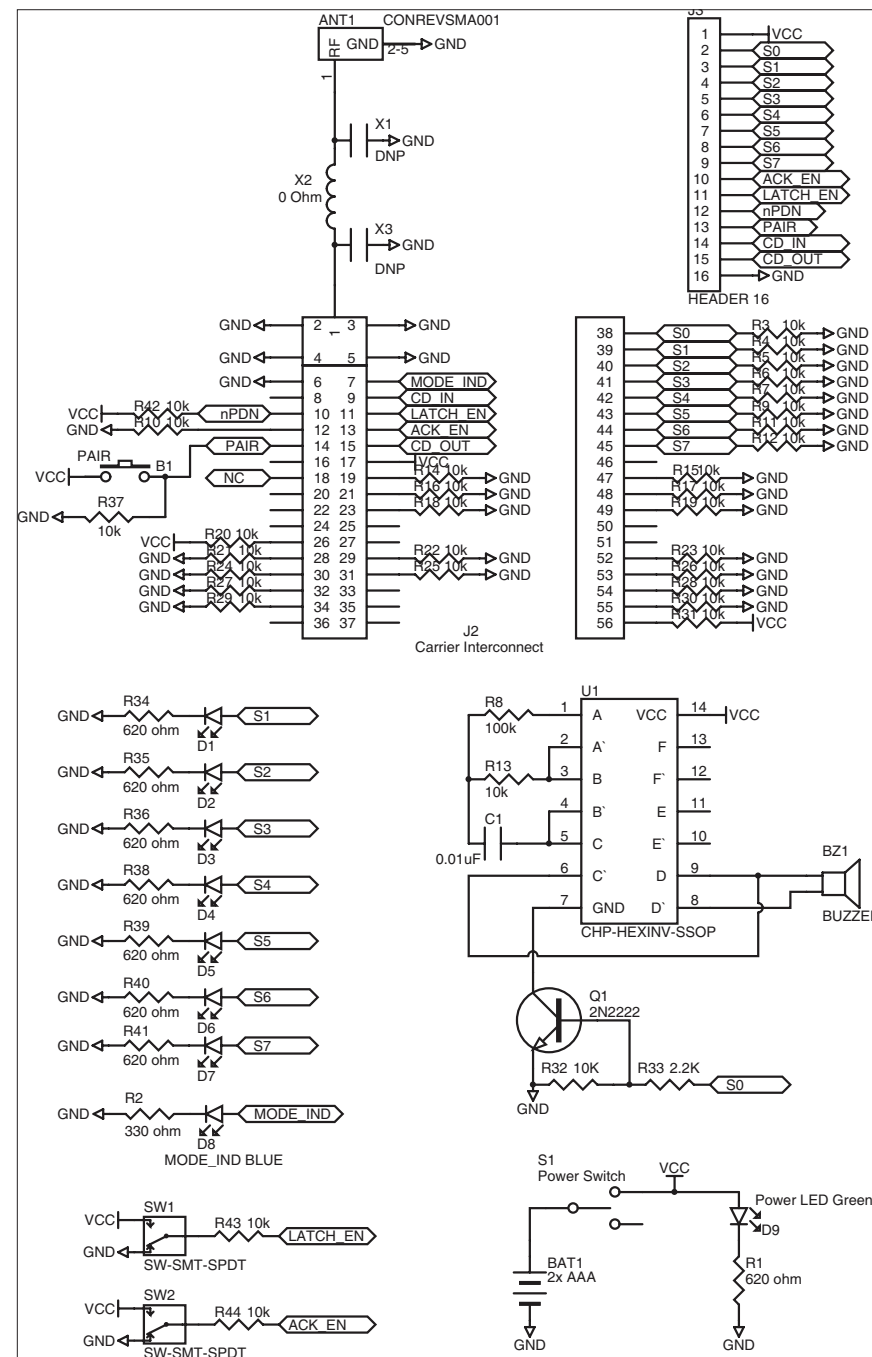 ANT1 CONREVSMA001
RF GND 2-5 GND
1
X1
GND
DNP
X2
0 Ohm
X3
GND
DNP
J3
1 VCC
2 S0
3 S1
4 S2
5 S3
6 S4
7 S5
8 S6
9 S7
10 ACK_EN
11 LATCH_EN
12 nPDN
13 PAIR
14 CD_IN
15 CD_OUT
16 GND
HEADER 16
1
GND 2 3 GND
GND 4 5 GND
GND 6 7 MODE_IND
8 9 CD_IN
VCC R42 10k nPDN 10 11 LATCH_EN
GND R10 10k 12 13 ACK_EN
PAIR 14 15 CD_OUT
PAIR
VCC B1
16 17 VCC
NC 18 19 R14 10k GND
20 21 R16 10k GND
22 23 R18 10k GND
R37
GND 10k
24 25
VCC R20 10k 26 27
GND R21 10k 28 29 R22 10k GND
GND R24 10k 30 31 R25 10k GND
GND R27 10k 32 33
GND R29 10k 34 35
36 37
J2
Carrier Interconnect
38 S0 R3 10k GND
39 S1 R4 10k GND
40 S2 R5 10k GND
41 S3 R6 10k GND
42 S4 R7 10k GND
43 S5 R9 10k GND
44 S6 R11 10k GND
45 S7 R12 10k GND
46
47 R15 10k GND
48 R17 10k GND
49 R19 10k GND
50
51
52 R23 10k GND
53 R26 10k GND
54 R28 10k GND
55 R30 10k GND
56 R31 10k VCC
R34
GND 620 ohm D1 S1
R35
GND 620 ohm D2 S2
R36
GND 620 ohm D3 S3
R38
GND 620 ohm D4 S4
R39
GND 620 ohm D5 S5
R40
GND 620 ohm D6 S6
R41
GND 620 ohm D7 S7
R2
GND 330 ohm D8 MODE_IND
MODE_IND BLUE
U1
R8 100k 1 A VCC 14 VCC
2 A` F 13
R13 10k 3 B F` 12
4 B` E 11
C1 0.01uF 5 C E` 10
6 C` D 9
7 GND D` 8
CHP-HEXINV-SSOP
BZ1
BUZZER
Q1
2N2222
R32 10K R33 2.2K S0
GND
SW1
VCC
GND
R43 10k LATCH_EN
SW-SMT-SPDT
SW2
VCC
GND
R44 10k ACK_EN
SW-SMT-SPDT
S1
Power Switch
VCC
Power LED Green
D9
BAT1
2x AAA
R1
620 ohm
GND GND